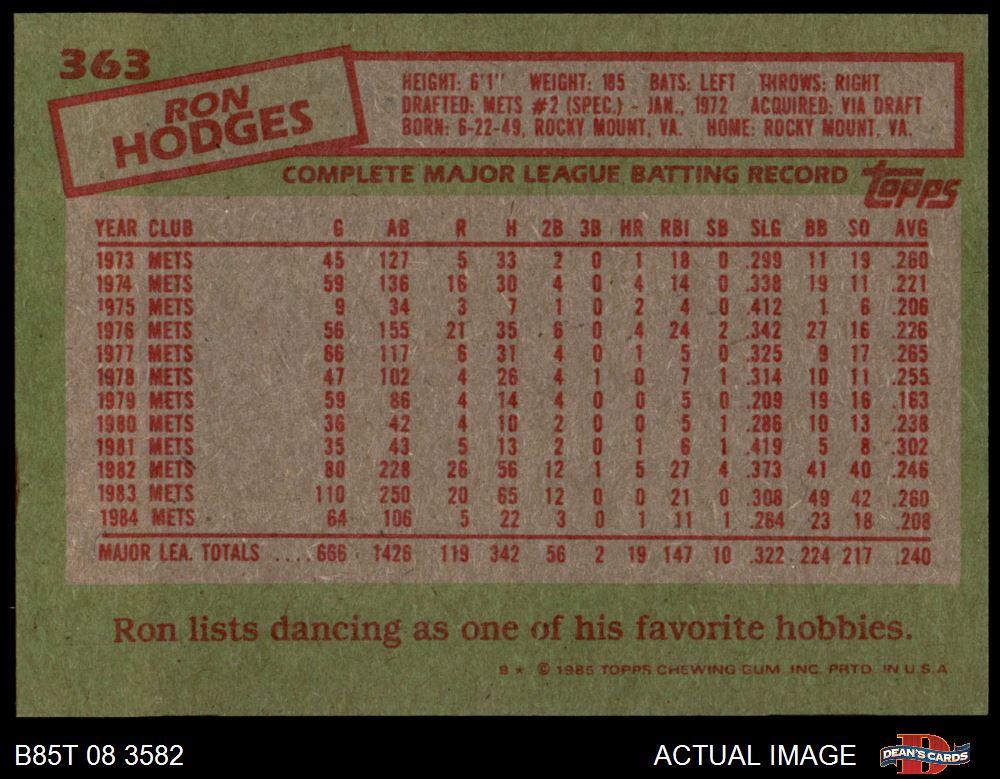 363
RON
HODGES
HEIGHT: 6'1" WEIGHT: 185 BATS: LEFT THROWS: RIGHT
DRAFTED: METS #2 (SPEC.) - JAN., 1972 ACQUIRED: VIA DRAFT
BORN: 6-22-49, ROCKY MOUNT, VA. HOME: ROCKY MOUNT, VA.
COMPLETE MAJOR LEAGUE BATTING RECORD
topps
YEAR CLUB G AB R H 2B 3B HR RBI SB SLG BB SO AVG
1973 METS 45 127 5 33 2 0 1 18 0 .299 11 19 .260
1974 METS 59 136 16 30 4 0 4 14 0 .338 19 11 .221
1975 METS 9 34 3 7 1 0 2 4 0 .412 1 6 .206
1976 METS 56 155 21 35 6 0 4 24 2 .342 27 16 .226
1977 METS 66 117 6 31 4 0 1 5 0 .325 9 17 .265
1978 METS 47 102 4 26 4 1 0 7 1 .314 10 11 .255
1979 METS 59 86 4 14 4 0 0 5 0 .209 19 16 .163
1980 METS 36 42 4 10 2 0 0 5 1 .286 10 13 .238
1981 METS 35 43 5 13 2 0 1 6 1 .419 5 8 .302
1982 METS 80 228 26 56 12 1 5 27 4 .373 41 40 .246
1983 METS 110 250 20 65 12 0 0 21 0 .308 49 42 .260
1984 METS 64 106 5 22 3 0 1 11 1 .264 23 18 .208
MAJOR LEA. TOTALS ....666 1426 119 342 56 2 19 147 10 .322 224 217 .240
Ron lists dancing as one of his favorite hobbies.
9 * © 1985 TOPPS CHEWING GUM, INC. PRTD. IN U.S.A.
B85T 08 3582
ACTUAL IMAGE
DEAN'S CARDS